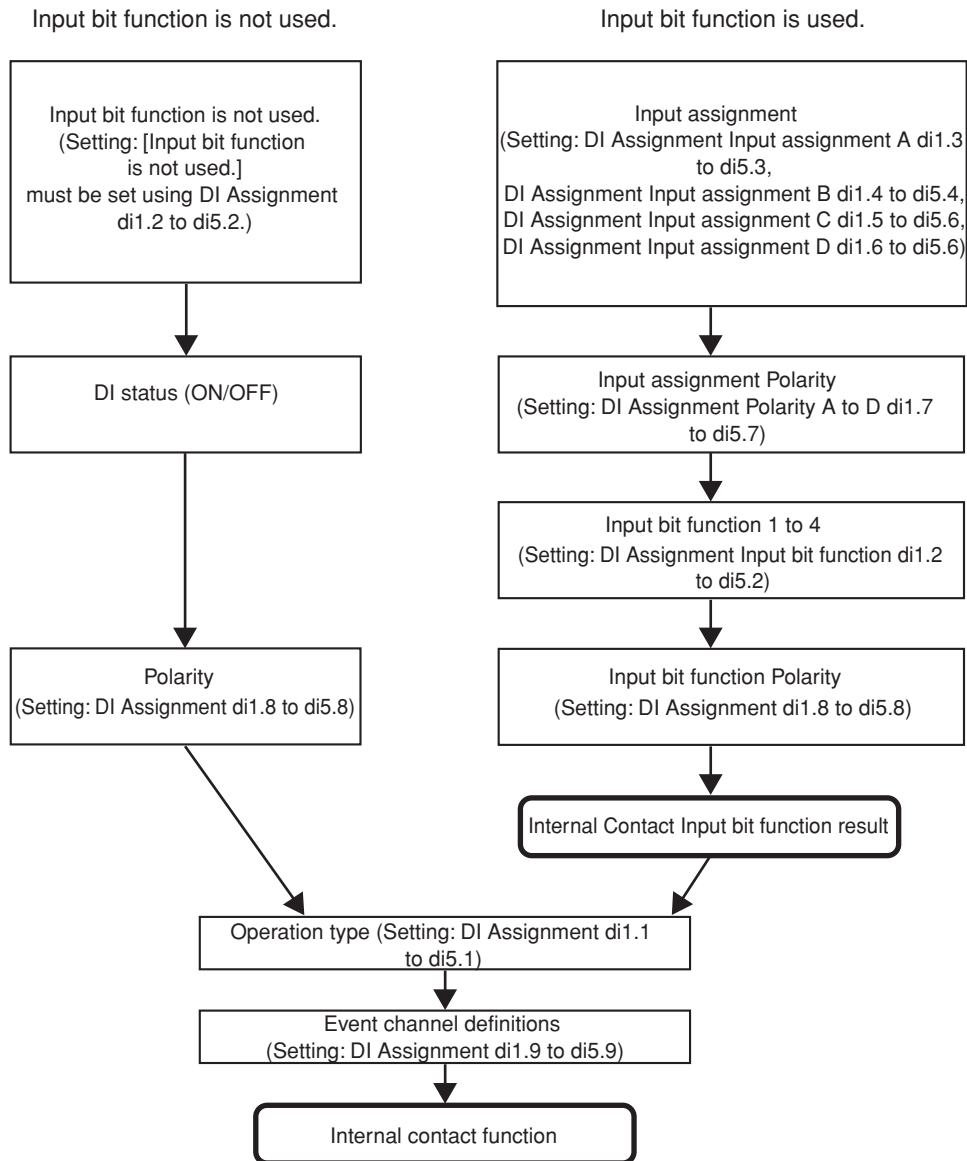 Input bit function is not used.
Input bit function is used.
Input bit function is not used.
(Setting: [Input bit function
is not used.]
must be set using DI Assignment
di1.2 to di5.2.)
Input assignment
(Setting: DI Assignment Input assignment A di1.3
to di5.3,
DI Assignment Input assignment B di1.4 to di5.4,
DI Assignment Input assignment C di1.5 to di5.6,
DI Assignment Input assignment D di1.6 to di5.6)
DI status (ON/OFF)
Input assignment Polarity
(Setting: DI Assignment Polarity A to D di1.7
to di5.7)
Input bit function 1 to 4
(Setting: DI Assignment Input bit function di1.2
to di5.2)
Polarity
(Setting: DI Assignment di1.8 to di5.8)
Input bit function Polarity
(Setting: DI Assignment di1.8 to di5.8)
Internal Contact Input bit function result
Operation type (Setting: DI Assignment di1.1
to di5.1)
Event channel definitions
(Setting: DI Assignment di1.9 to di5.9)
Internal contact function